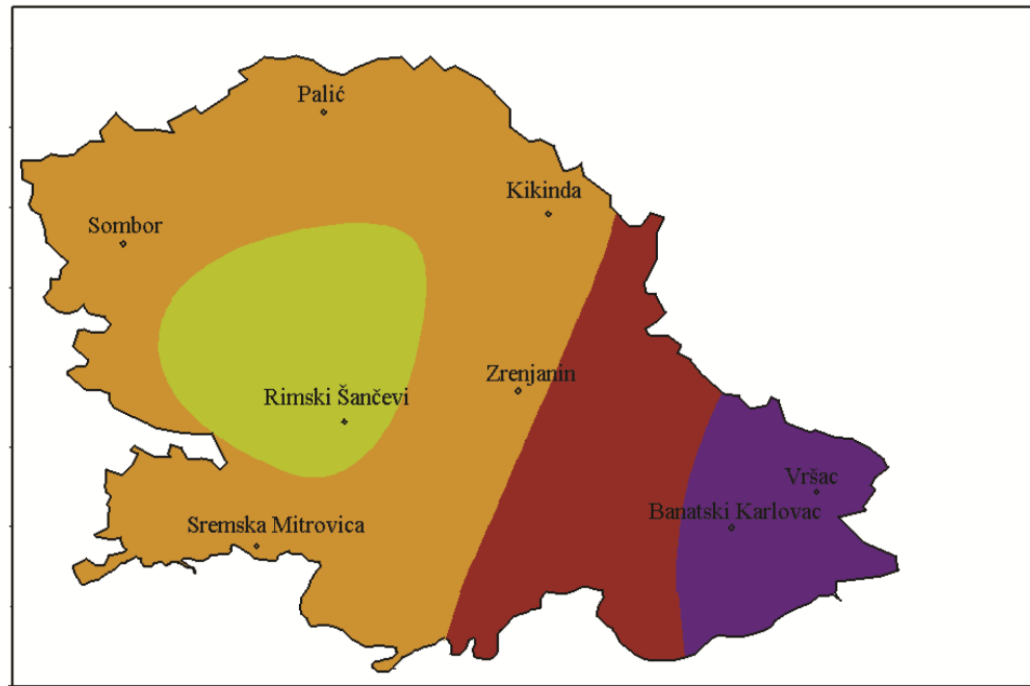 Palić
Kikinda
Sombor
Zrenjanin
Rimski Šančevi
Vršac
Banatski Karlovac
Sremska Mitrovica